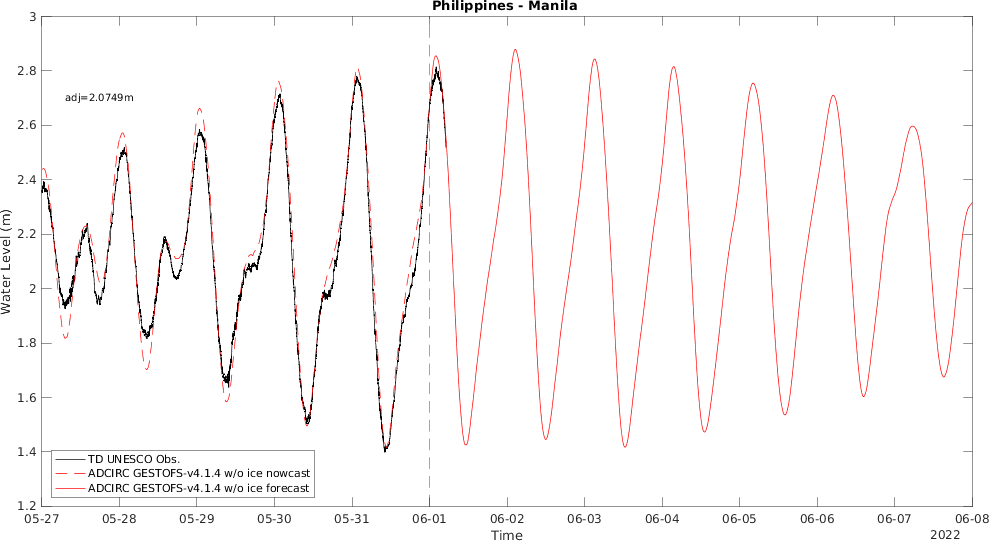 Philippines - Manila
3
2.8
2.6
2.4
2.2
2
1.8
1.6
1.4
1.2
Water Level (m)
adj=2.0749m
TD UNESCO Obs.
ADCIRC GESTOFS-v4.1.4 w/o ice nowcast
ADCIRC GESTOFS-v4.1.4 w/o ice forecast
05-27 05-28 05-29 05-30 05-31 06-01 06-02 06-03 06-04 06-05 06-06 06-07 06-08
Time
2022